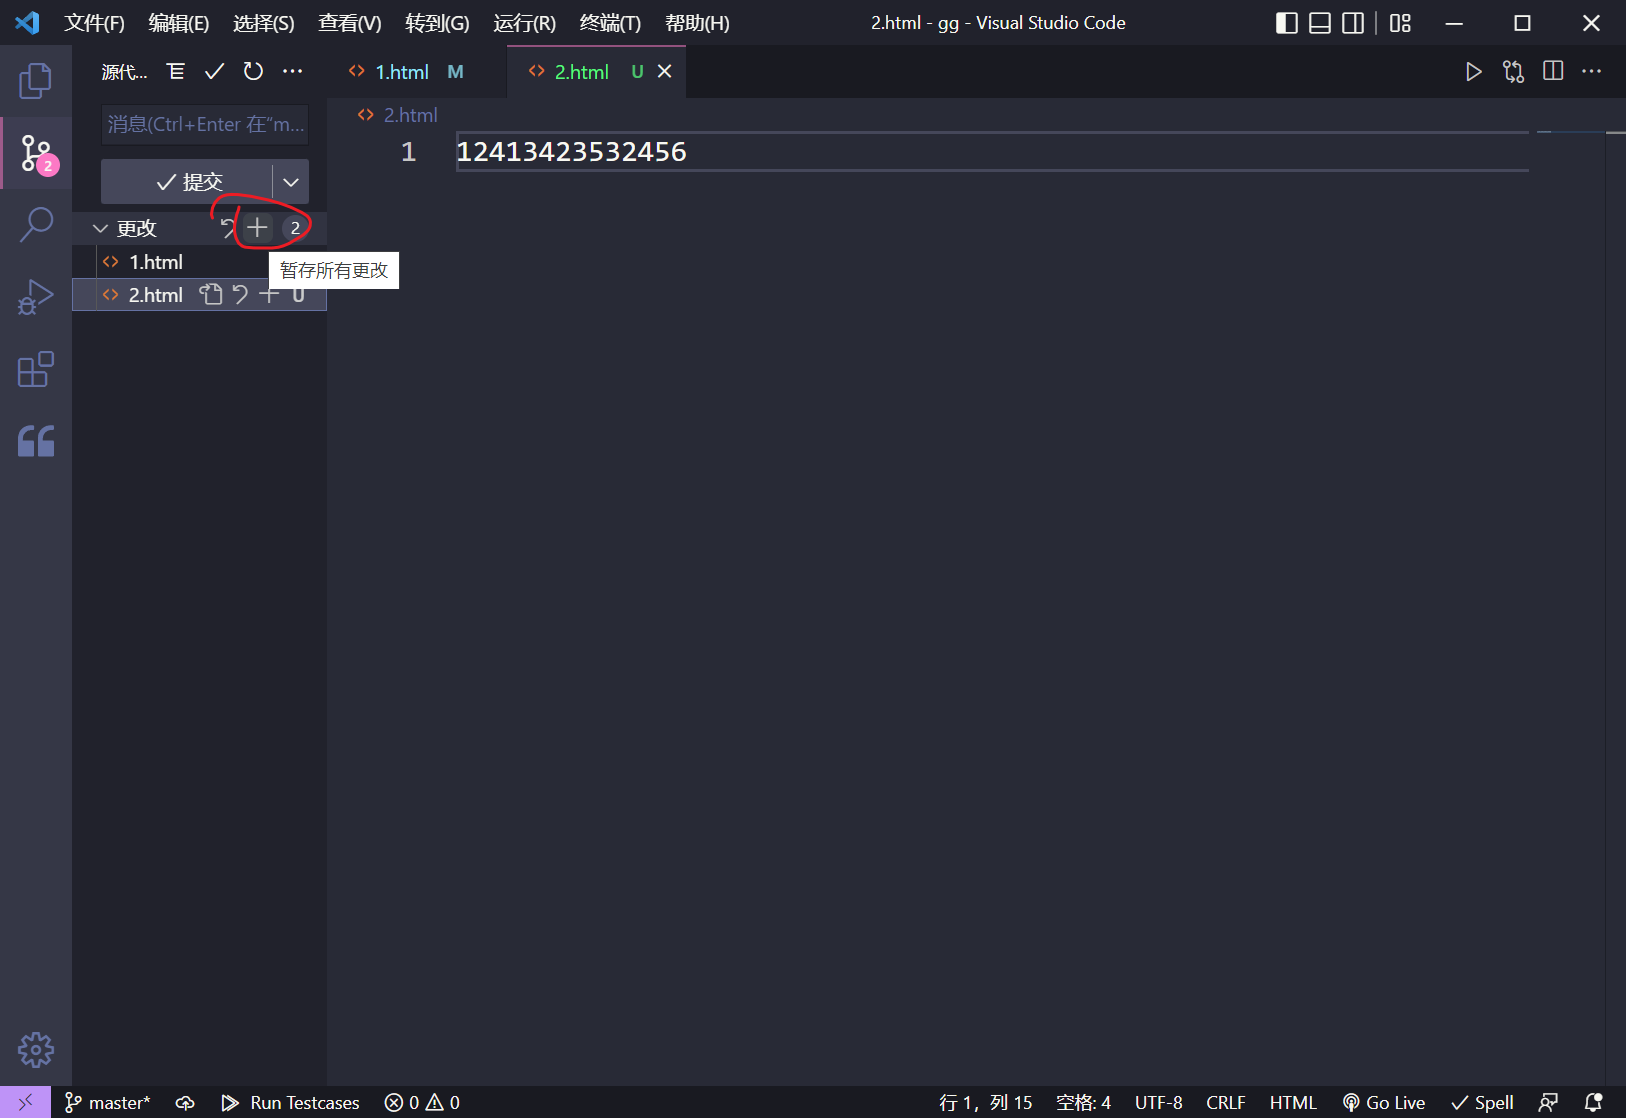 文件(F) 编辑(E) 选择(S) 查看(V) 转到(G) 运行(R) 终端(T) 帮助(H) 2.html - gg - Visual Studio Code
源代... 1.html M 2.html U
消息(Ctrl+Enter 在“m... 2.html
2
1 12413423532456
提交
更改 2
1.html
暂存所有更改
2.html U
master* Run Testcases 0 0 行 1，列 15 空格: 4 UTF-8 CRLF HTML Go Live Spell